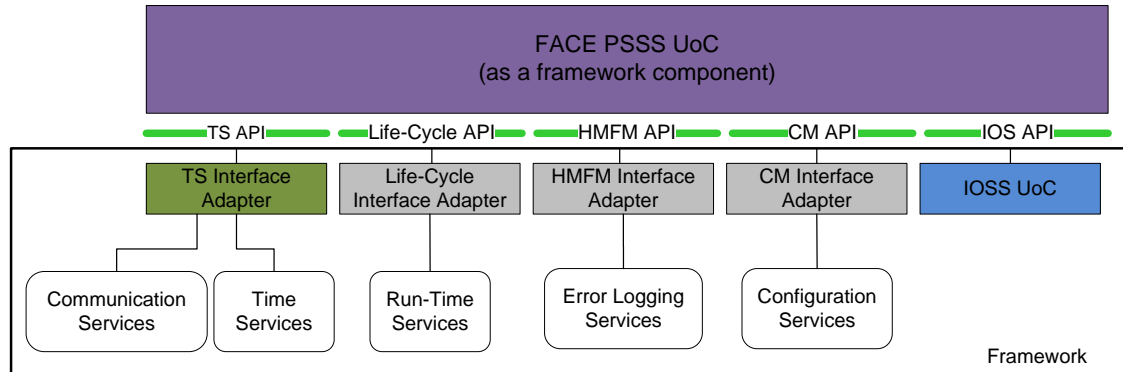 FACE PSSS UoC
(as a framework component)
TS API
Life-Cycle API
HMFM API
CM API
IOS API
TS Interface
Adapter
Life-Cycle
Interface Adapter
HMFM Interface
Adapter
CM Interface
Adapter
IOSS UoC
Communication
Services
Time
Services
Run-Time
Services
Error Logging
Services
Configuration
Services
Framework